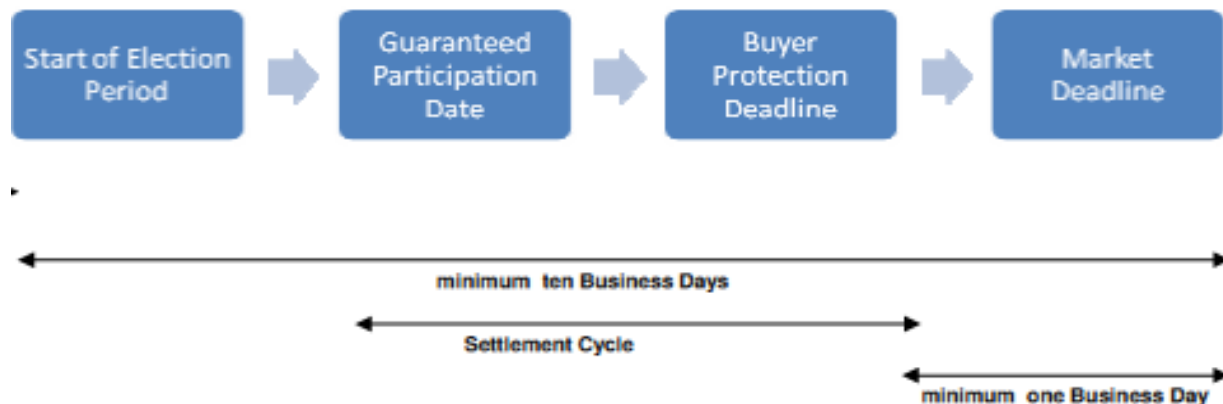 Start of Election
Period
Guaranteed
Participation
Date
Buyer
Protection
Deadline
Market
Deadline
minimum ten Business Days
Settlement Cycle
minimum one Business Day